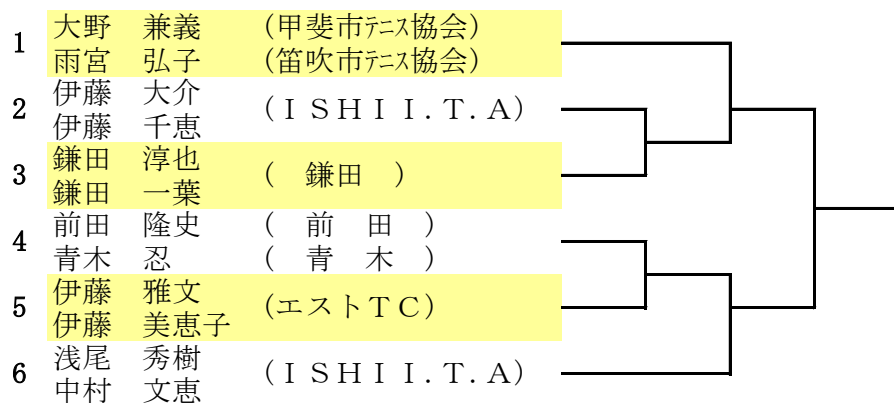 1 大野　兼義　(甲斐市ﾃﾆｽ協会)
雨宮　弘子　(笛吹市ﾃﾆｽ協会)
2 伊藤　大介　(ＩＳＨＩＩ.Ｔ.Ａ)
伊藤　千恵
3 鎌田　淳也　(　鎌田　)
鎌田　一葉
4 前田　隆史　(　前　田　)
青木　忍　(　青　木　)
5 伊藤　雅文　(エストＴＣ)
伊藤　美恵子
6 浅尾　秀樹　(ＩＳＨＩＩ.Ｔ.Ａ)
中村　文恵